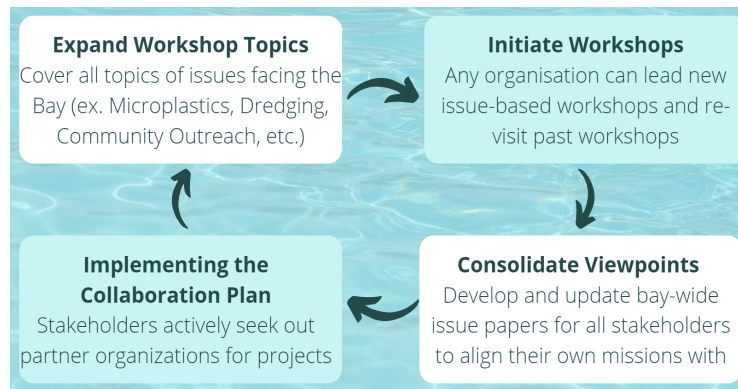 Expand Workshop Topics
Cover all topics of issues facing the
Bay (ex. Microplastics, Dredging,
Community Outreach, etc.)
Initiate Workshops
Any organisation can lead new
issue-based workshops and re-
visit past workshops
Consolidate Viewpoints
Develop and update bay-wide
issue papers for all stakeholders
to align their own missions with
Implementing the
Collaboration Plan
Stakeholders actively seek out
partner organizations for projects